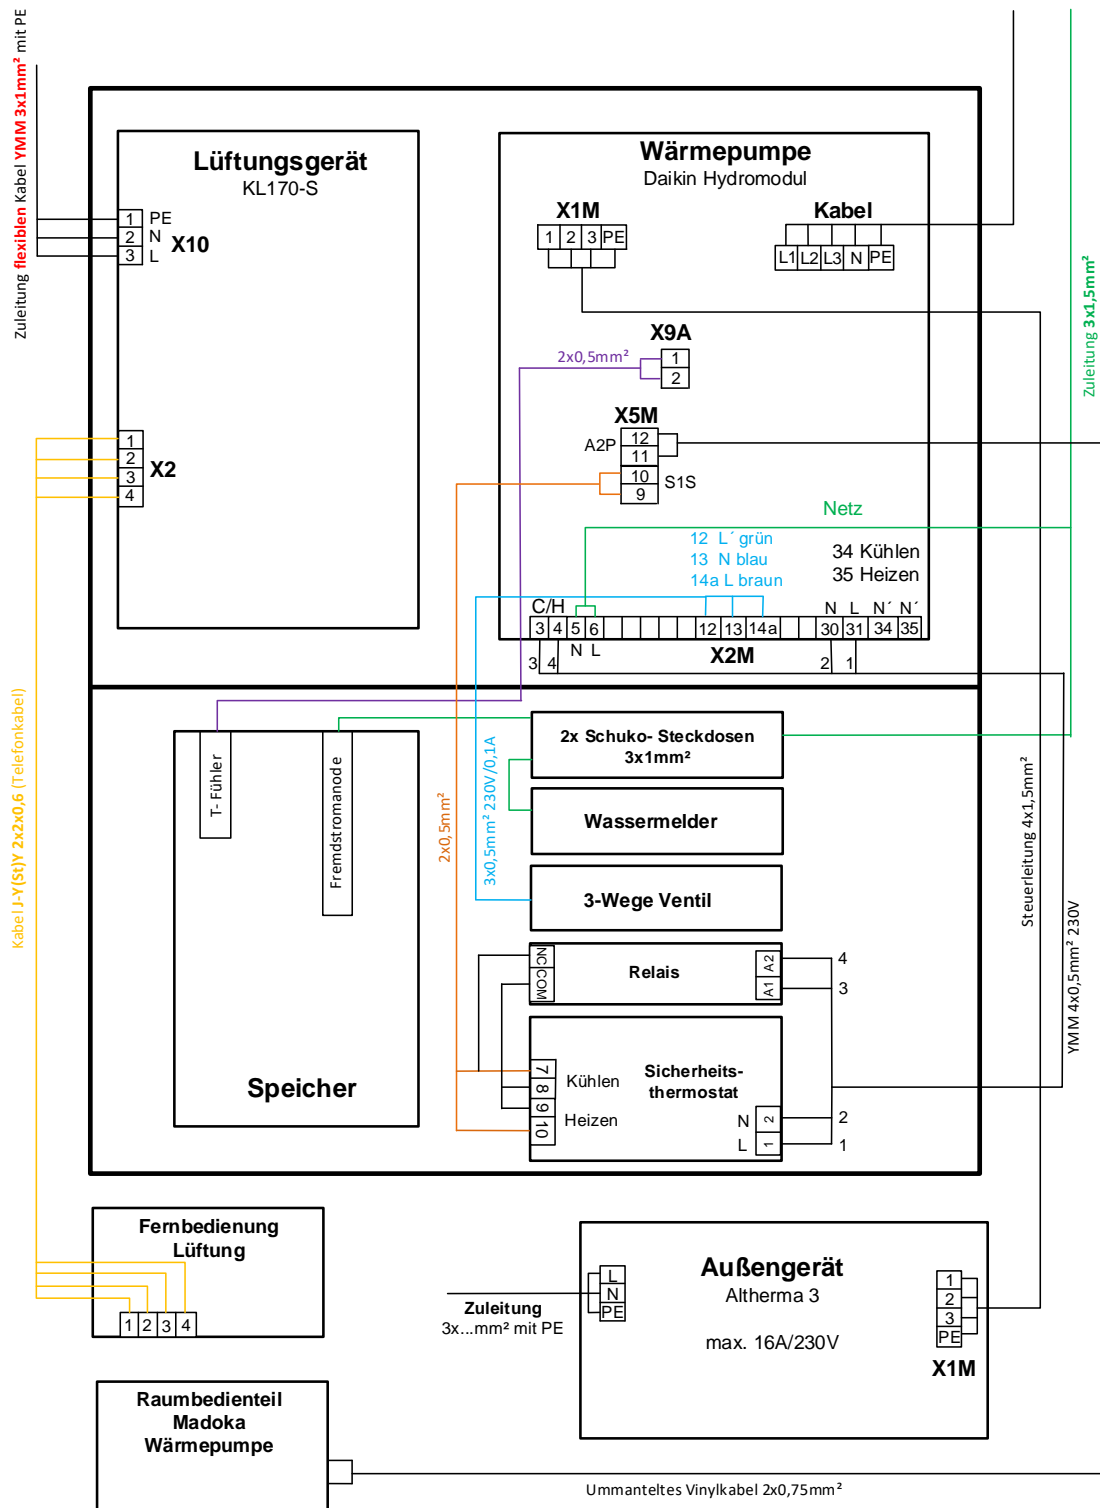 Zuleitung flexiblen Kabel YMM 3x1mm² mit PE
Lüftungsgerät
KL170-S
1 PE
2 N
3 L
X10
1
2
3
4
X2
Wärmepumpe
Daikin Hydromodul
X1M
1 2 3 PE
Kabel
L1 L2 L3 N PE
X9A
1
2
2x0,5mm²
X5M
A2P
12
11
10
9
S1S
Netz
12 L´ grün
13 N blau
14a L braun
34 Kühlen
35 Heizen
C/H
N L N´ N´
3 4 5 6 12 13 14a 30 31 34 35
N L
X2M
3 4
2 1
Zuleitung 3x1,5mm²
Kabel J-Y(St)Y 2x2x0,6 (Telefonkabel)
T- Fühler
Fremdstromanode
Speicher
2x0,5mm²
3x0,5mm² 230V/0,1A
2x Schuko- Steckdosen
3x1mm²
Wassermelder
3-Wege Ventil
NC
COM
Relais
A2
A1
4
3
7
8
9
10
Kühlen
Heizen
Sicherheits-
thermostat
N 2
L 1
2
1
Steuerleitung 4x1,5mm²
YMM 4x0,5mm² 230V
Fernbedienung
Lüftung
1 2 3 4
Zuleitung
3x...mm² mit PE
L
N
PE
Außengerät
Altherma 3
max. 16A/230V
1
2
3
PE
X1M
Raumbedienteil
Madoka
Wärmepumpe
Ummanteltes Vinylkabel 2x0,75mm²